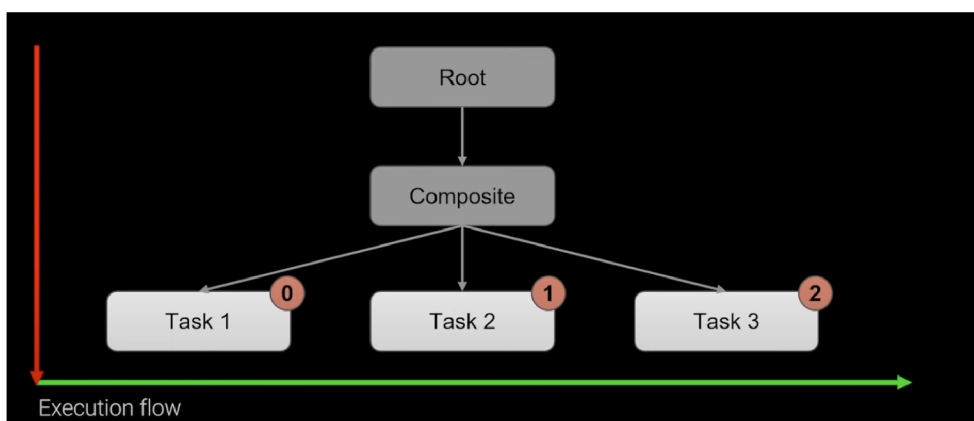 Root
Composite
0
1
2
Task 1
Task 2
Task 3
Execution flow